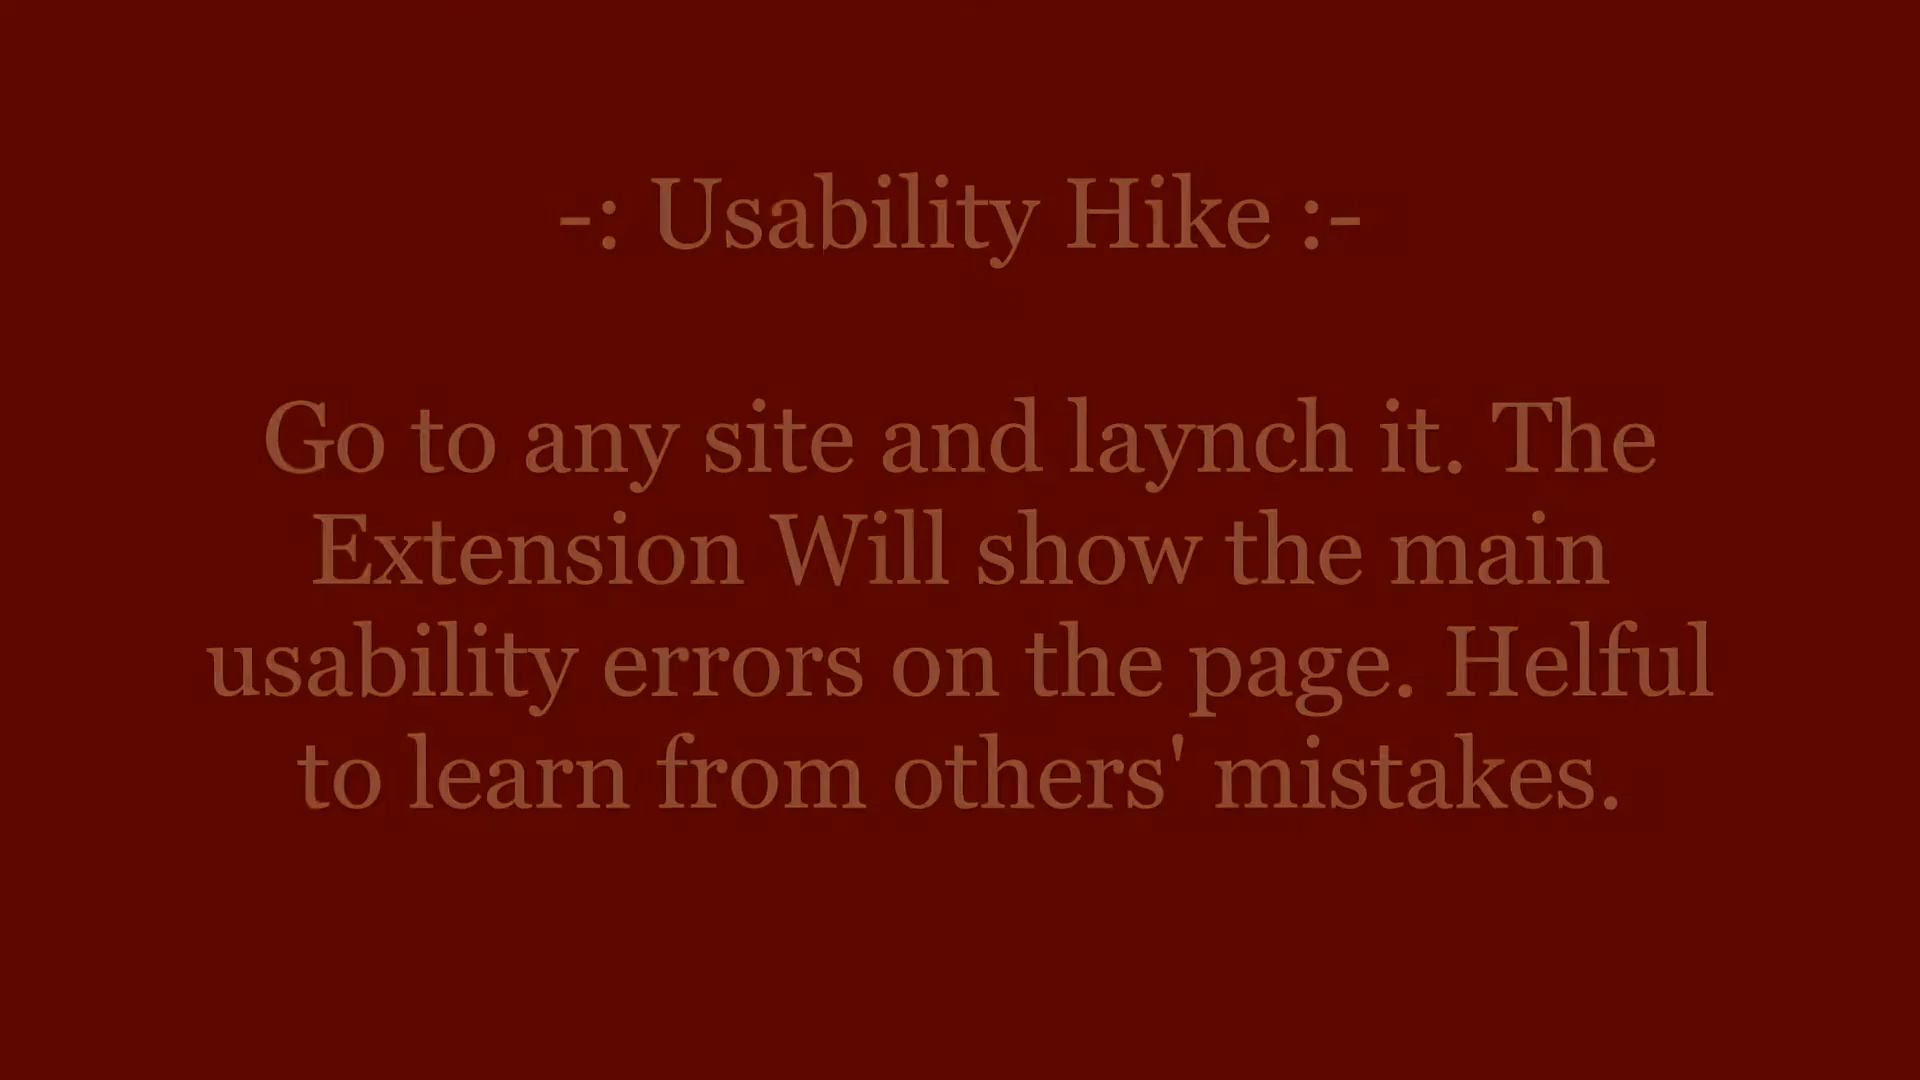 -: Usability Hike :-
Go to any site and laynch it. The
Extension Will show the main
usability errors on the page. Helful
to learn from others' mistakes.